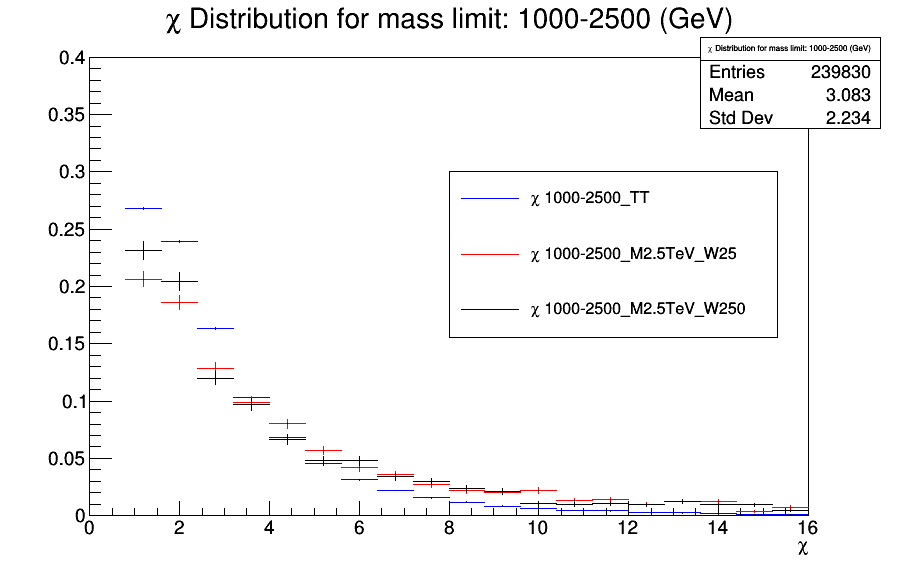 χ Distribution for mass limit: 1000-2500 (GeV)
χ Distribution for mass limit: 1000-2500 (GeV)
Entries 239830
Mean 3.083
Std Dev 2.234
χ 1000-2500_TT
χ 1000-2500_M2.5TeV_W25
χ 1000-2500_M2.5TeV_W250
0.4
0.35
0.3
0.25
0.2
0.15
0.1
0.05
0
0 2 4 6 8 10 12 14 16
χ